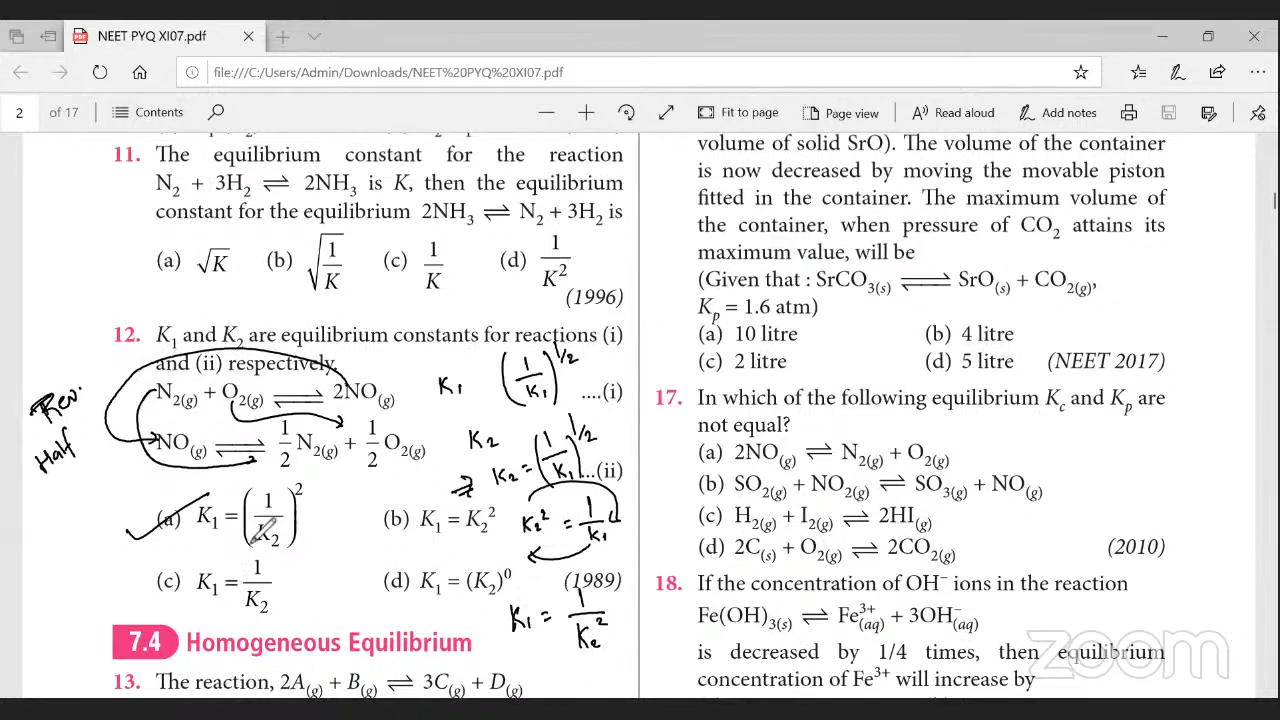 NEET PYQ XI07.pdf
file:///C:/Users/Admin/Downloads/NEET%20PYQ%20XI07.pdf
2 of 17 Contents Fit to page Page view Read aloud Add notes
11. The equilibrium constant for the reaction
N₂ + 3H₂ ⇌ 2NH₃ is K, then the equilibrium
constant for the equilibrium 2NH₃ ⇌ N₂ + 3H₂ is
(a) √K (b) √(1/K) (c) 1/K (d) 1/K²
(1996)
12. K₁ and K₂ are equilibrium constants for reactions (i)
and (ii) respectively.
N₂(g) + O₂(g) ⇌ 2NO(g) ....(i)
K₁ (1/K₁)^1/2
Rev.
Half
NO(g) ⇌ 1/2 N₂(g) + 1/2 O₂(g) ...(ii)
K₂
⇒ K₂ = (1/K₁)^1/2
(a) K₁ = (1/K₂)² (b) K₁ = K₂²
K₂² = 1/K₁
(c) K₁ = 1/K₂ (d) K₁ = (K₂)⁰ (1989)
K₁ = 1/K₂²
7.4 Homogeneous Equilibrium
13. The reaction, 2A(g) + B(g) ⇌ 3C(g) + D(g)
volume of solid SrO). The volume of the container
is now decreased by moving the movable piston
fitted in the container. The maximum volume of
the container, when pressure of CO₂ attains its
maximum value, will be
(Given that : SrCO₃(s) ⇌ SrO(s) + CO₂(g),
Kₚ = 1.6 atm)
(a) 10 litre (b) 4 litre
(c) 2 litre (d) 5 litre (NEET 2017)
17. In which of the following equilibrium K_c and Kₚ are
not equal?
(a) 2NO(g) ⇌ N₂(g) + O₂(g)
(b) SO₂(g) + NO₂(g) ⇌ SO₃(g) + NO(g)
(c) H₂(g) + I₂(g) ⇌ 2HI(g)
(d) 2C(s) + O₂(g) ⇌ 2CO₂(g) (2010)
18. If the concentration of OH⁻ ions in the reaction
Fe(OH)₃(s) ⇌ Fe³⁺(aq) + 3OH⁻(aq)
is decreased by 1/4 times, then equilibrium
concentration of Fe³⁺ will increase by
zoom